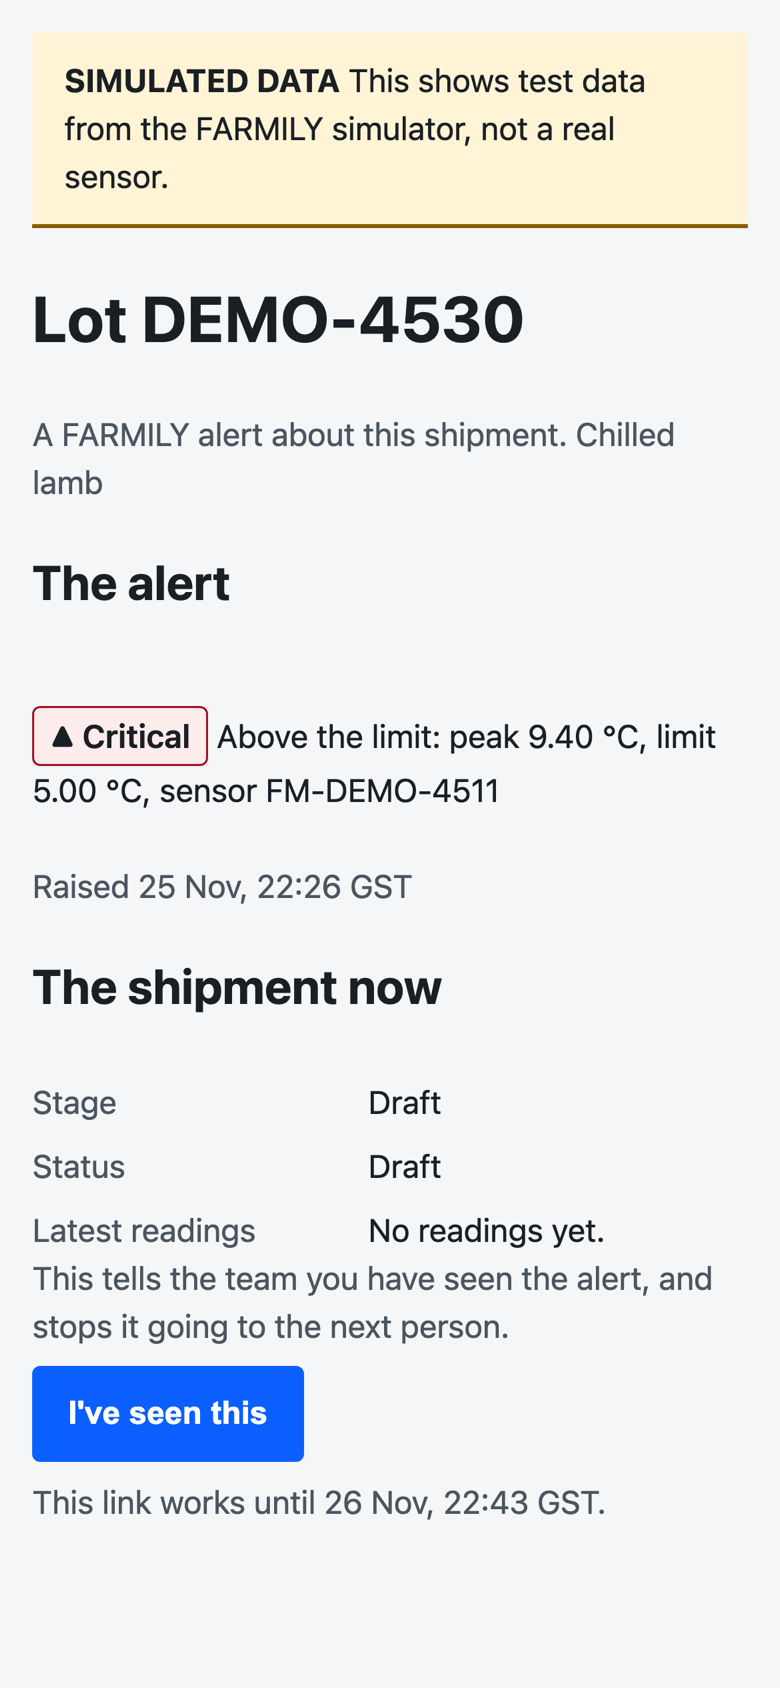 SIMULATED DATA This shows test data
from the FARMILY simulator, not a real
sensor.
Lot DEMO-4530
A FARMILY alert about this shipment. Chilled
lamb
The alert
▲ Critical Above the limit: peak 9.40 °C, limit
5.00 °C, sensor FM-DEMO-4511
Raised 25 Nov, 22:26 GST
The shipment now
Stage Draft
Status Draft
Latest readings No readings yet.
This tells the team you have seen the alert, and
stops it going to the next person.
I've seen this
This link works until 26 Nov, 22:43 GST.